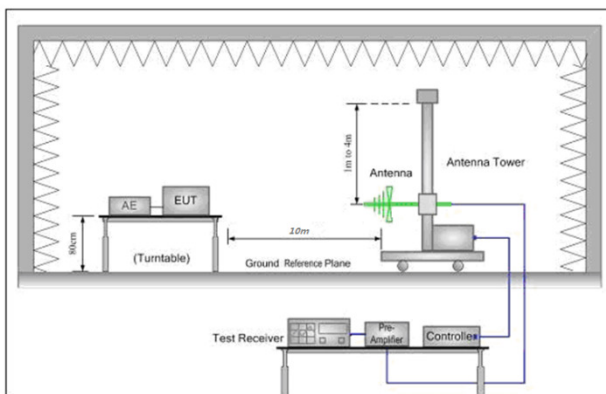 1m to 4m
Antenna
Antenna Tower
AE
EUT
80cm
(Turntable)
10m
Ground Reference Plane
Test Receiver
Pre-
Amplifier
Controller